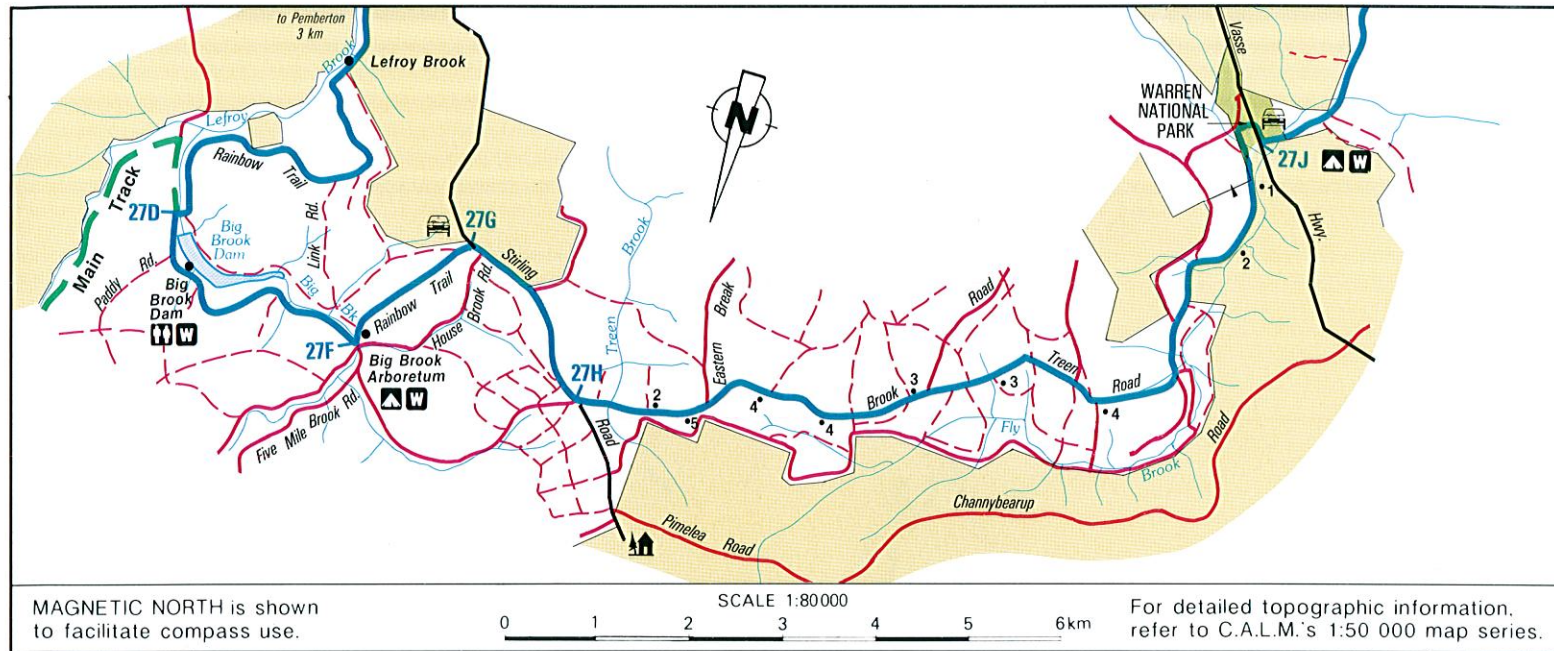 to Pemberton
3 km
Brook
Lefroy Brook
Lefroy
Rainbow
Trail
Main Track
27D
Big
Brook
Dam
Paddy Rd.
Big
Brook
Dam
W
Link Rd.
Big
Bk
27G
Rainbow Trail
House Brook Rd.
27F
Big Brook
Arboretum
W
Five Mile Brook Rd.
Stirling
Road
27H
Treen
Brook
N
2
5
Eastern
Break
4
4
Brook
3
Road
3
Treen
Road
4
Fly
Brook
Pimelea
Road
Channybearup
Road
WARREN
NATIONAL
PARK
Vasse
Hwy.
27J
W
1
2
MAGNETIC NORTH is shown
to facilitate compass use.
SCALE 1:80000
0 1 2 3 4 5 6km
For detailed topographic information,
refer to C.A.L.M.'s 1:50 000 map series.